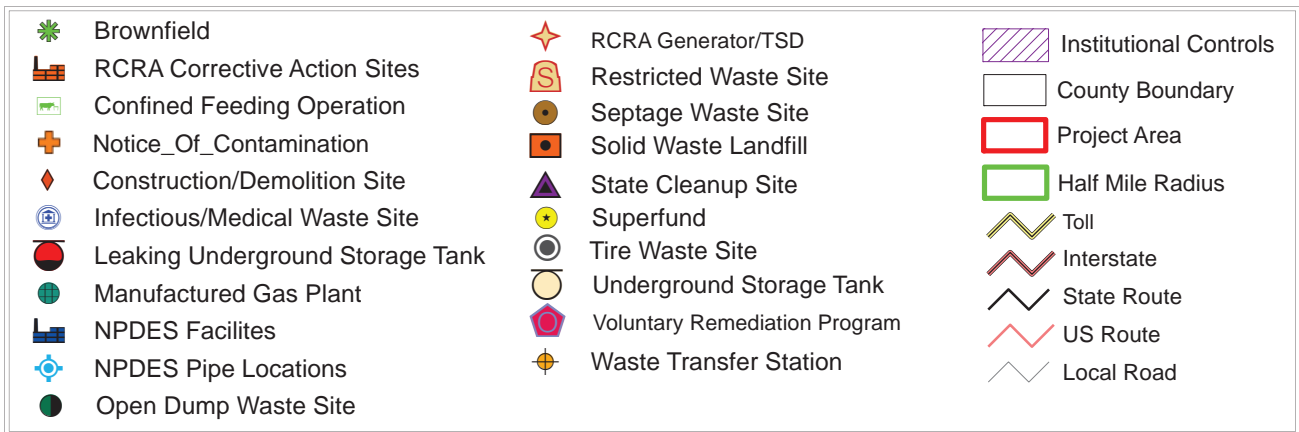 Brownfield
RCRA Corrective Action Sites
Confined Feeding Operation
Notice_Of_Contamination
Construction/Demolition Site
Infectious/Medical Waste Site
Leaking Underground Storage Tank
Manufactured Gas Plant
NPDES Facilites
NPDES Pipe Locations
Open Dump Waste Site
RCRA Generator/TSD
S
Restricted Waste Site
Septage Waste Site
Solid Waste Landfill
State Cleanup Site
Superfund
Tire Waste Site
Underground Storage Tank
O
Voluntary Remediation Program
Waste Transfer Station
Institutional Controls
County Boundary
Project Area
Half Mile Radius
Toll
Interstate
State Route
US Route
Local Road